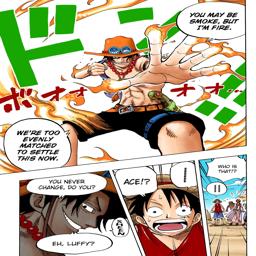 YOU MAY BE
SMOKE, BUT I'M
FIRE.
ドン!!
ボオオオ…
WE'RE TOO
EVENLY
MATCHED
TO SETTLE
THIS NOW.
WHO IS
THAT!?
!!
ACE!?
YOU NEVER
CHANGE, DO YOU?
EH, LUFFY?